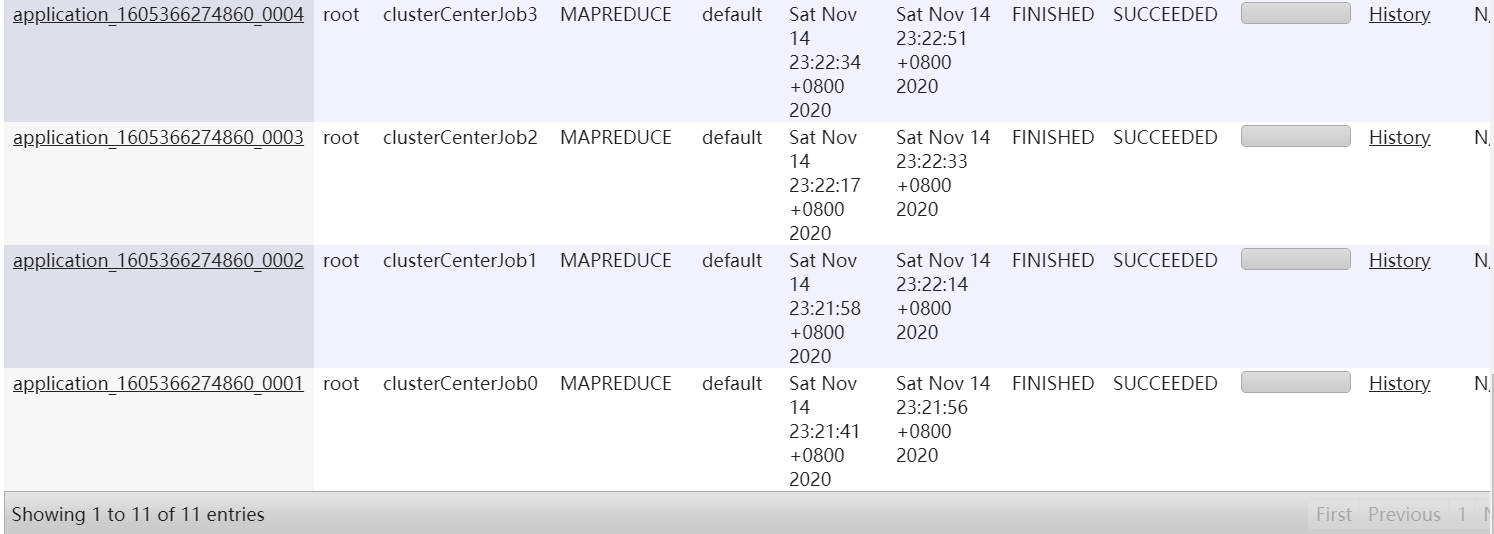 application_1605366274860_0004 root clusterCenterJob3 MAPREDUCE default Sat Nov 14 23:22:34 +0800 2020 Sat Nov 14 23:22:51 +0800 2020 FINISHED SUCCEEDED History
application_1605366274860_0003 root clusterCenterJob2 MAPREDUCE default Sat Nov 14 23:22:17 +0800 2020 Sat Nov 14 23:22:33 +0800 2020 FINISHED SUCCEEDED History
application_1605366274860_0002 root clusterCenterJob1 MAPREDUCE default Sat Nov 14 23:21:58 +0800 2020 Sat Nov 14 23:22:14 +0800 2020 FINISHED SUCCEEDED History
application_1605366274860_0001 root clusterCenterJob0 MAPREDUCE default Sat Nov 14 23:21:41 +0800 2020 Sat Nov 14 23:21:56 +0800 2020 FINISHED SUCCEEDED History
Showing 1 to 11 of 11 entries First Previous 1